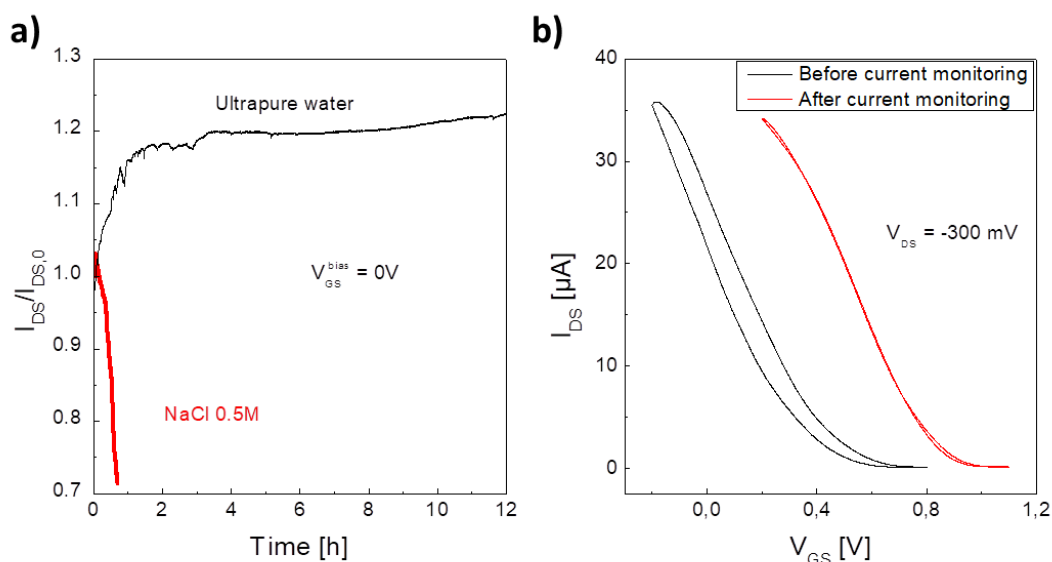 a)
1.3
1.2
1.1
1.0
0.9
0.8
0.7
I_DS/I_DS,0
Ultrapure water
V_GS^bias = 0V
NaCl 0.5M
0 2 4 6 8 10 12
Time [h]
b)
40
30
20
10
0
I_DS [µA]
Before current monitoring
After current monitoring
V_DS = -300 mV
0,0 0,4 0,8 1,2
V_GS [V]